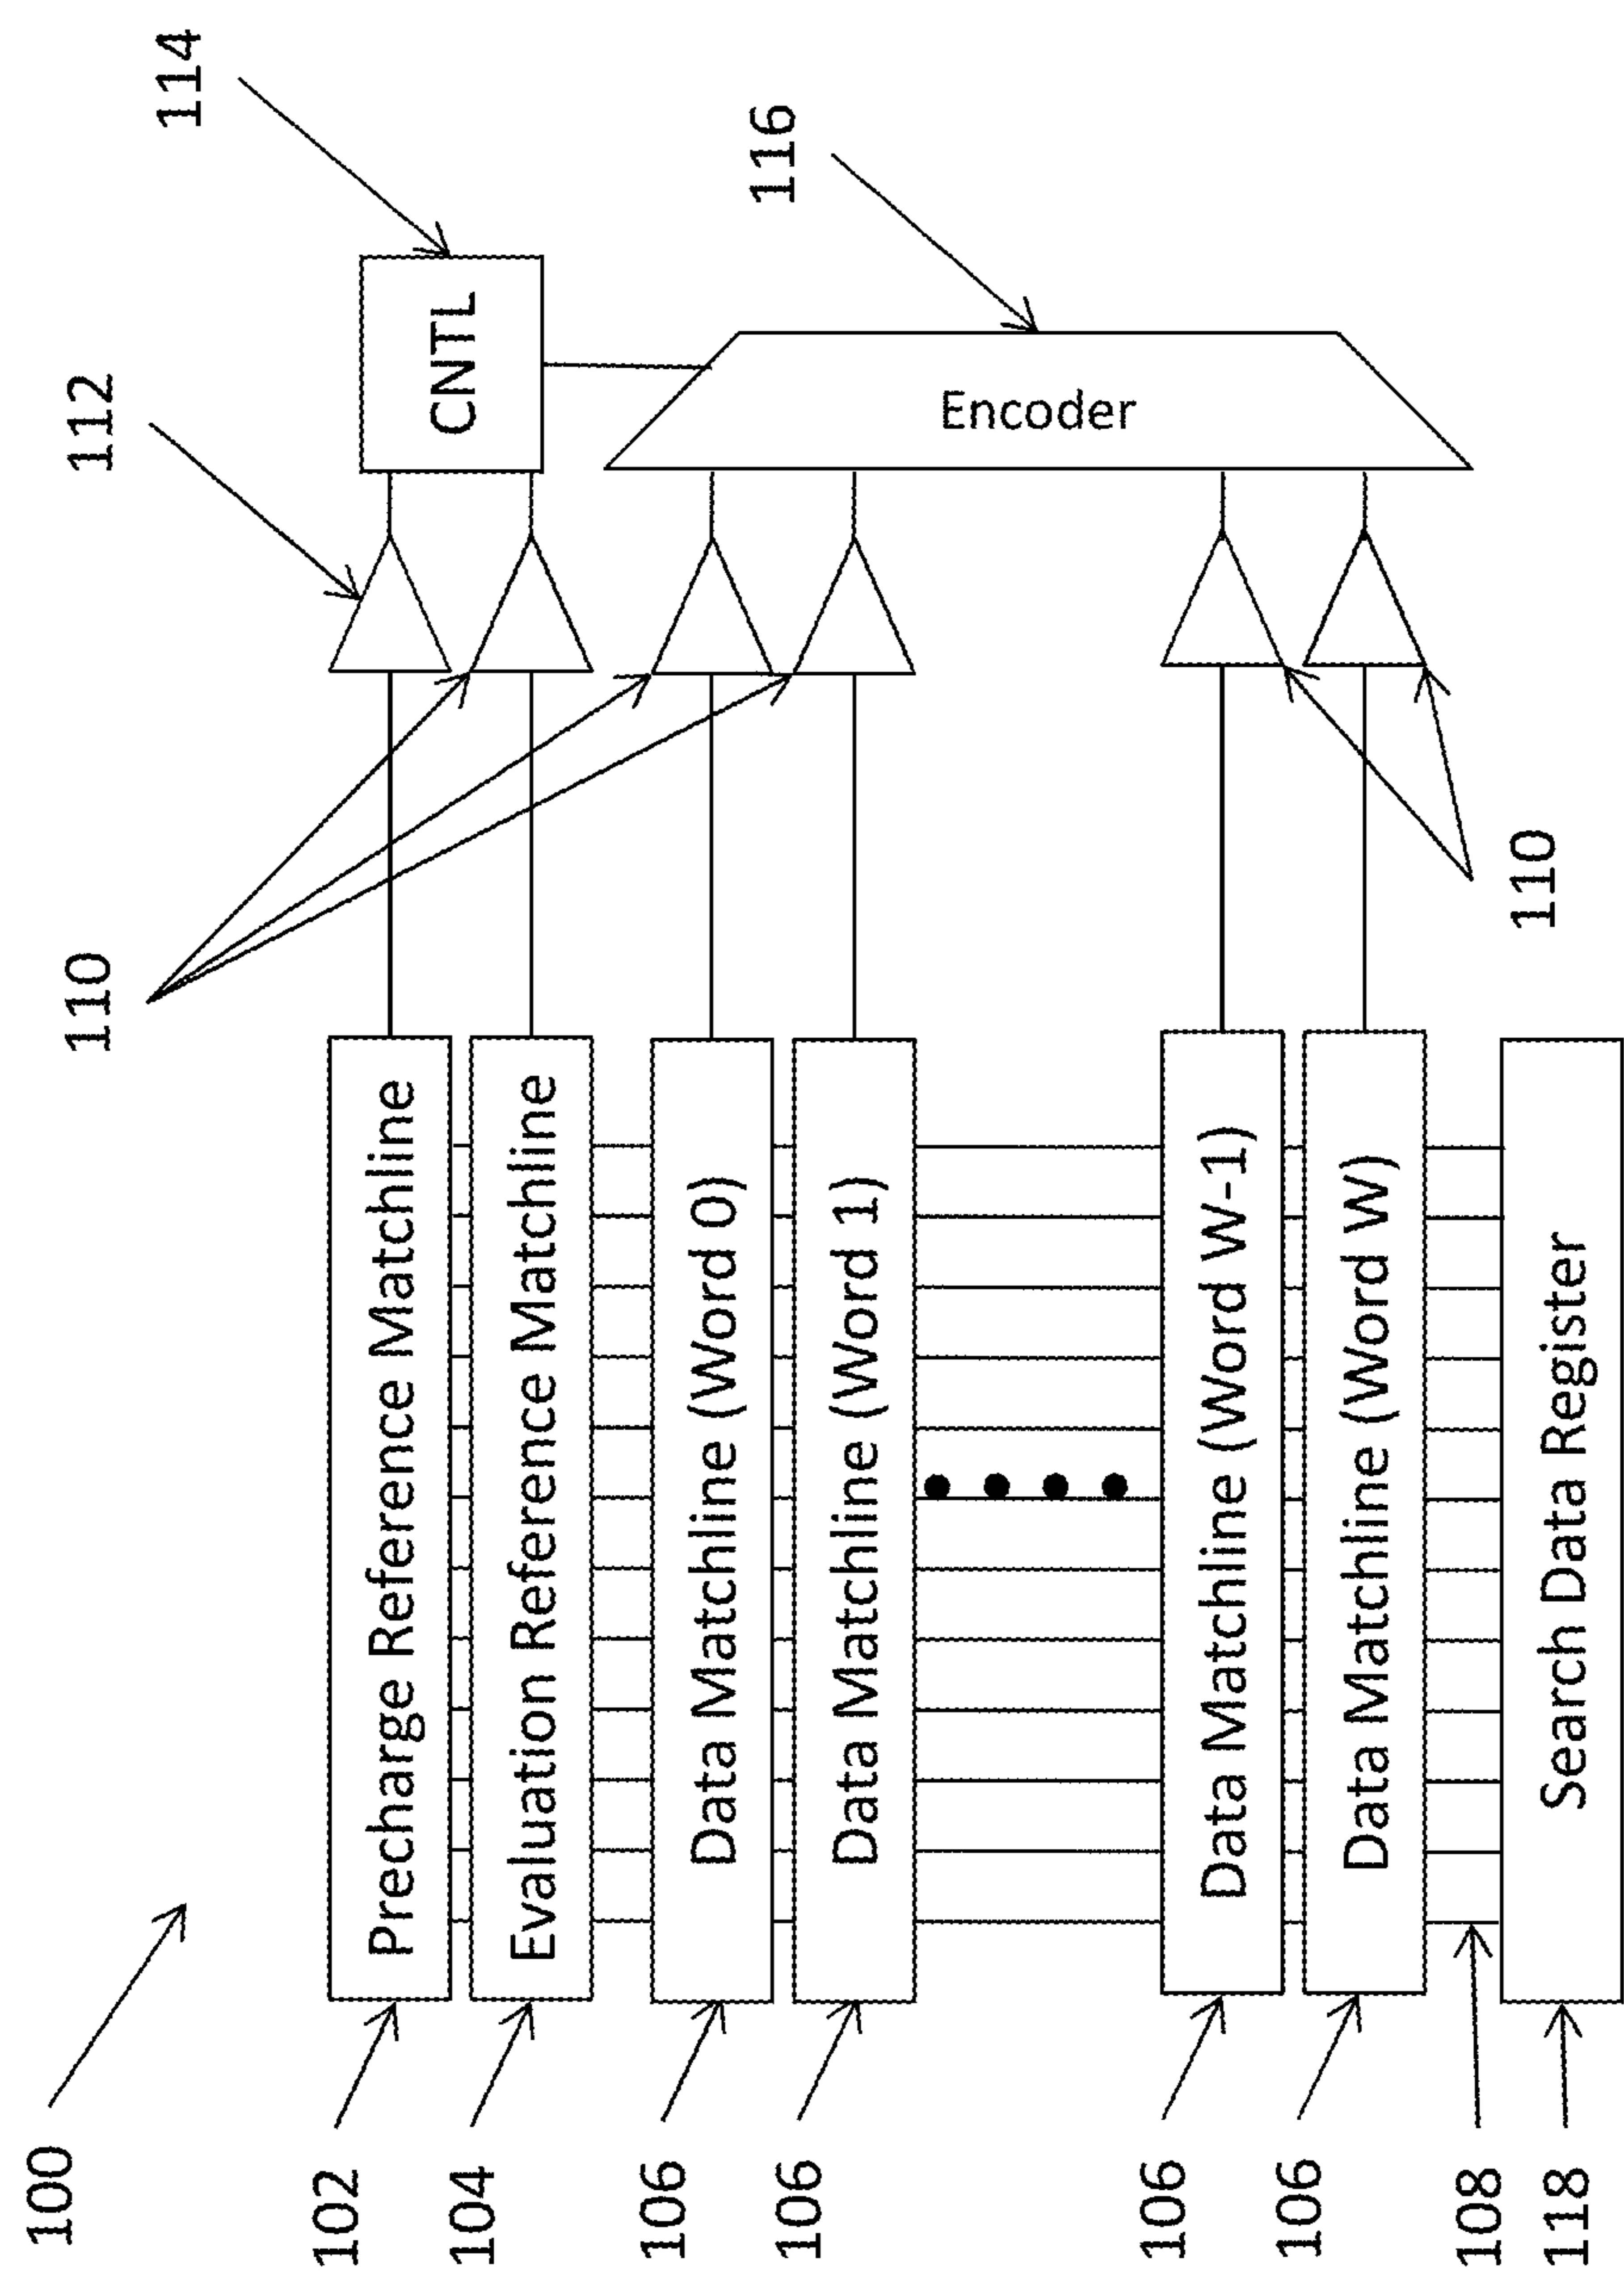 100
102
Precharge Reference Matchline
112
CNTL
114
104
Evaluation Reference Matchline
110
106
Data Matchline (Word 0)
106
Data Matchline (Word 1)
Encoder
116
106
Data Matchline (Word W-1)
106
Data Matchline (Word W)
110
108
118
Search Data Register